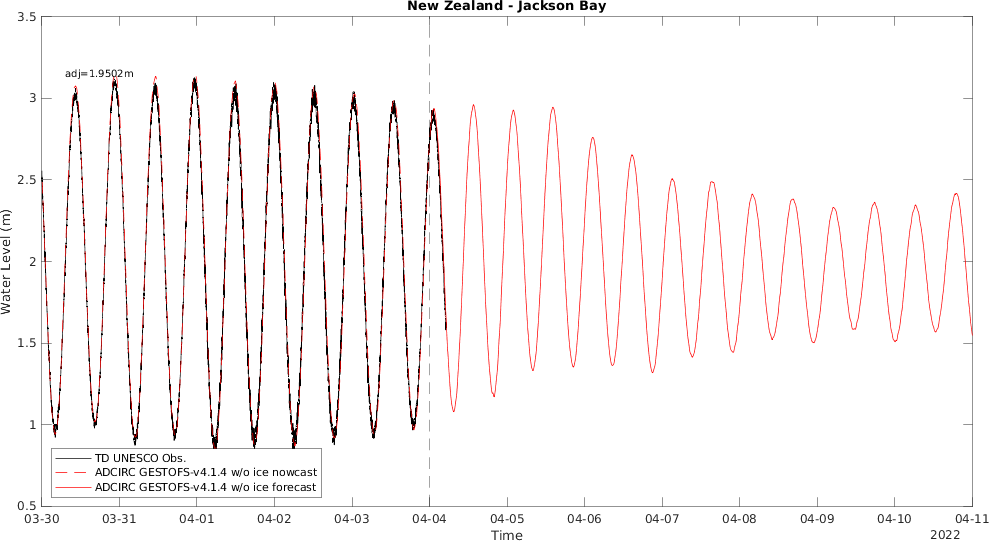 New Zealand - Jackson Bay
3.5
3
2.5
2
1.5
1
0.5
Water Level (m)
adj=1.9502m
TD UNESCO Obs.
ADCIRC GESTOFS-v4.1.4 w/o ice nowcast
ADCIRC GESTOFS-v4.1.4 w/o ice forecast
03-30 03-31 04-01 04-02 04-03 04-04 04-05 04-06 04-07 04-08 04-09 04-10 04-11
Time
2022